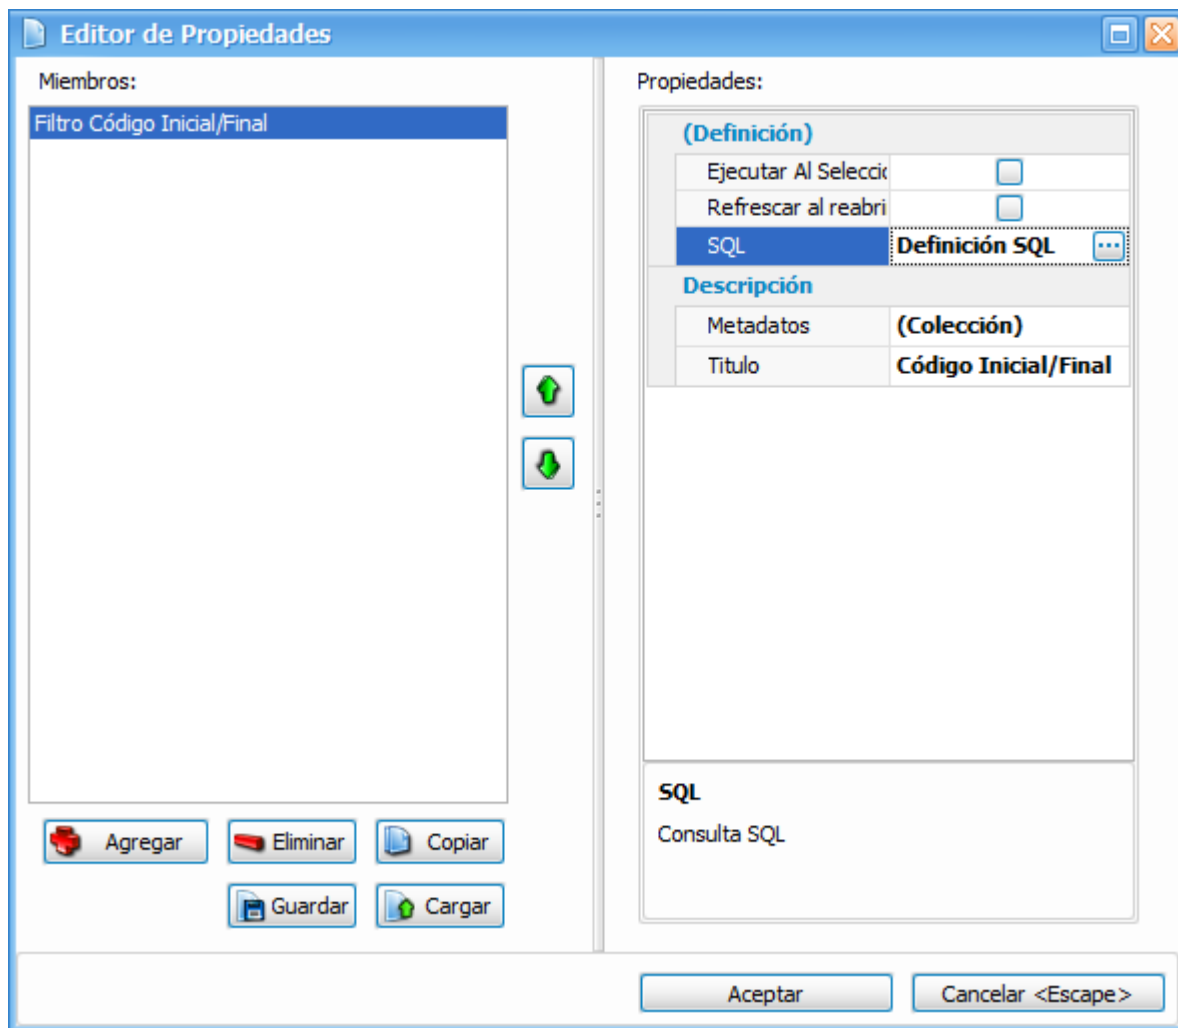 Editor de Propiedades
Miembros:
Filtro Código Inicial/Final
Agregar
Eliminar
Copiar
Guardar
Cargar
Propiedades:
(Definición)
Ejecutar Al Selecci
Refrescar al reabri
SQL Definición SQL ...
Descripción
Metadatos (Colección)
Titulo Código Inicial/Final
SQL
Consulta SQL
Aceptar
Cancelar <Escape>